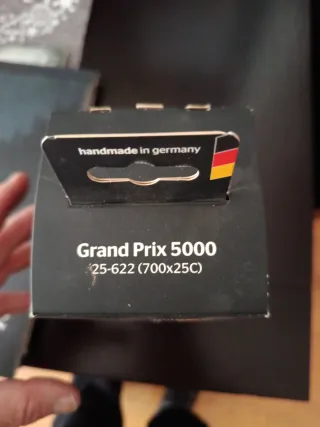 handmade in germany
Grand Prix 5000
25-622 (700x25C)